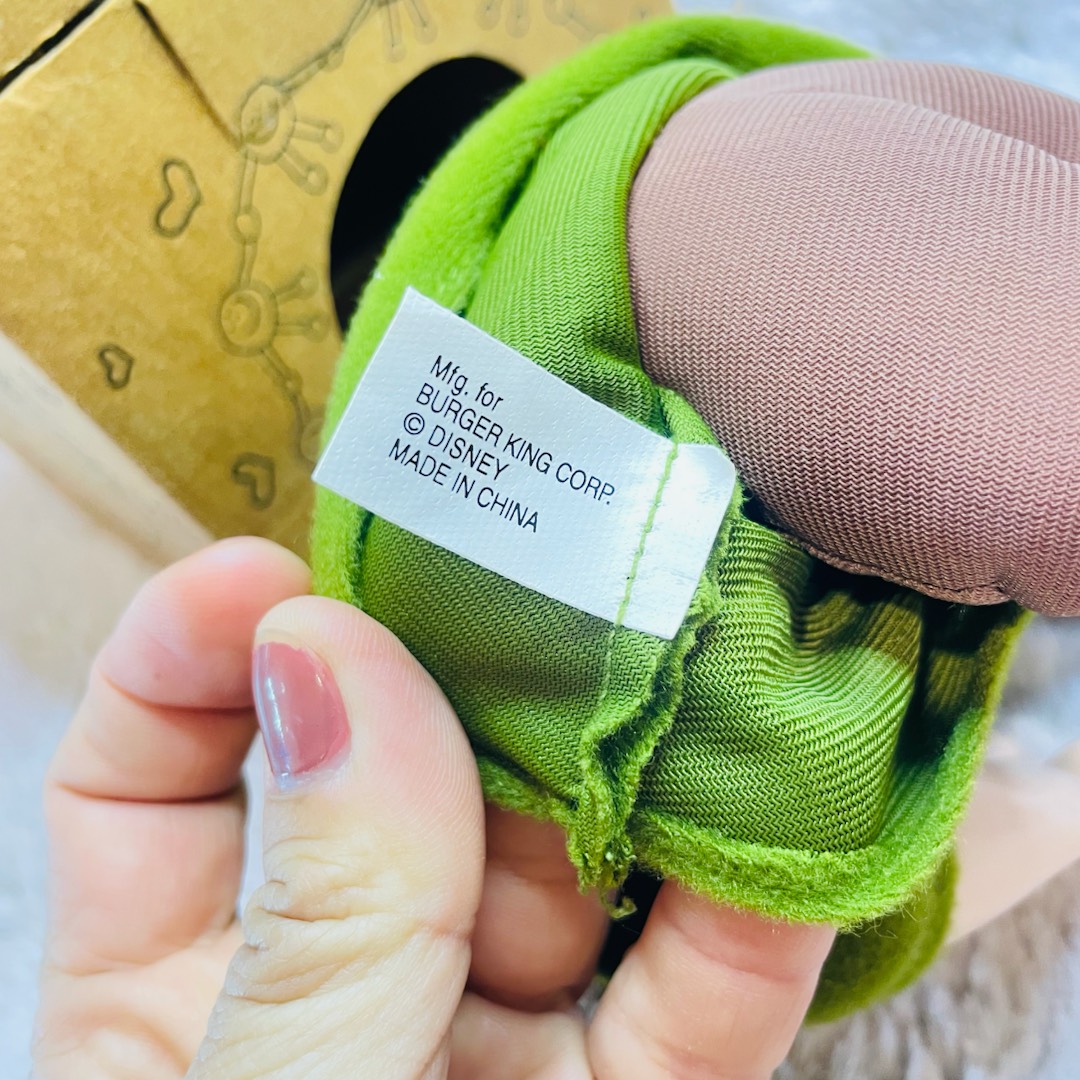 Mfg. for
BURGER KING CORP.
© DISNEY
MADE IN CHINA